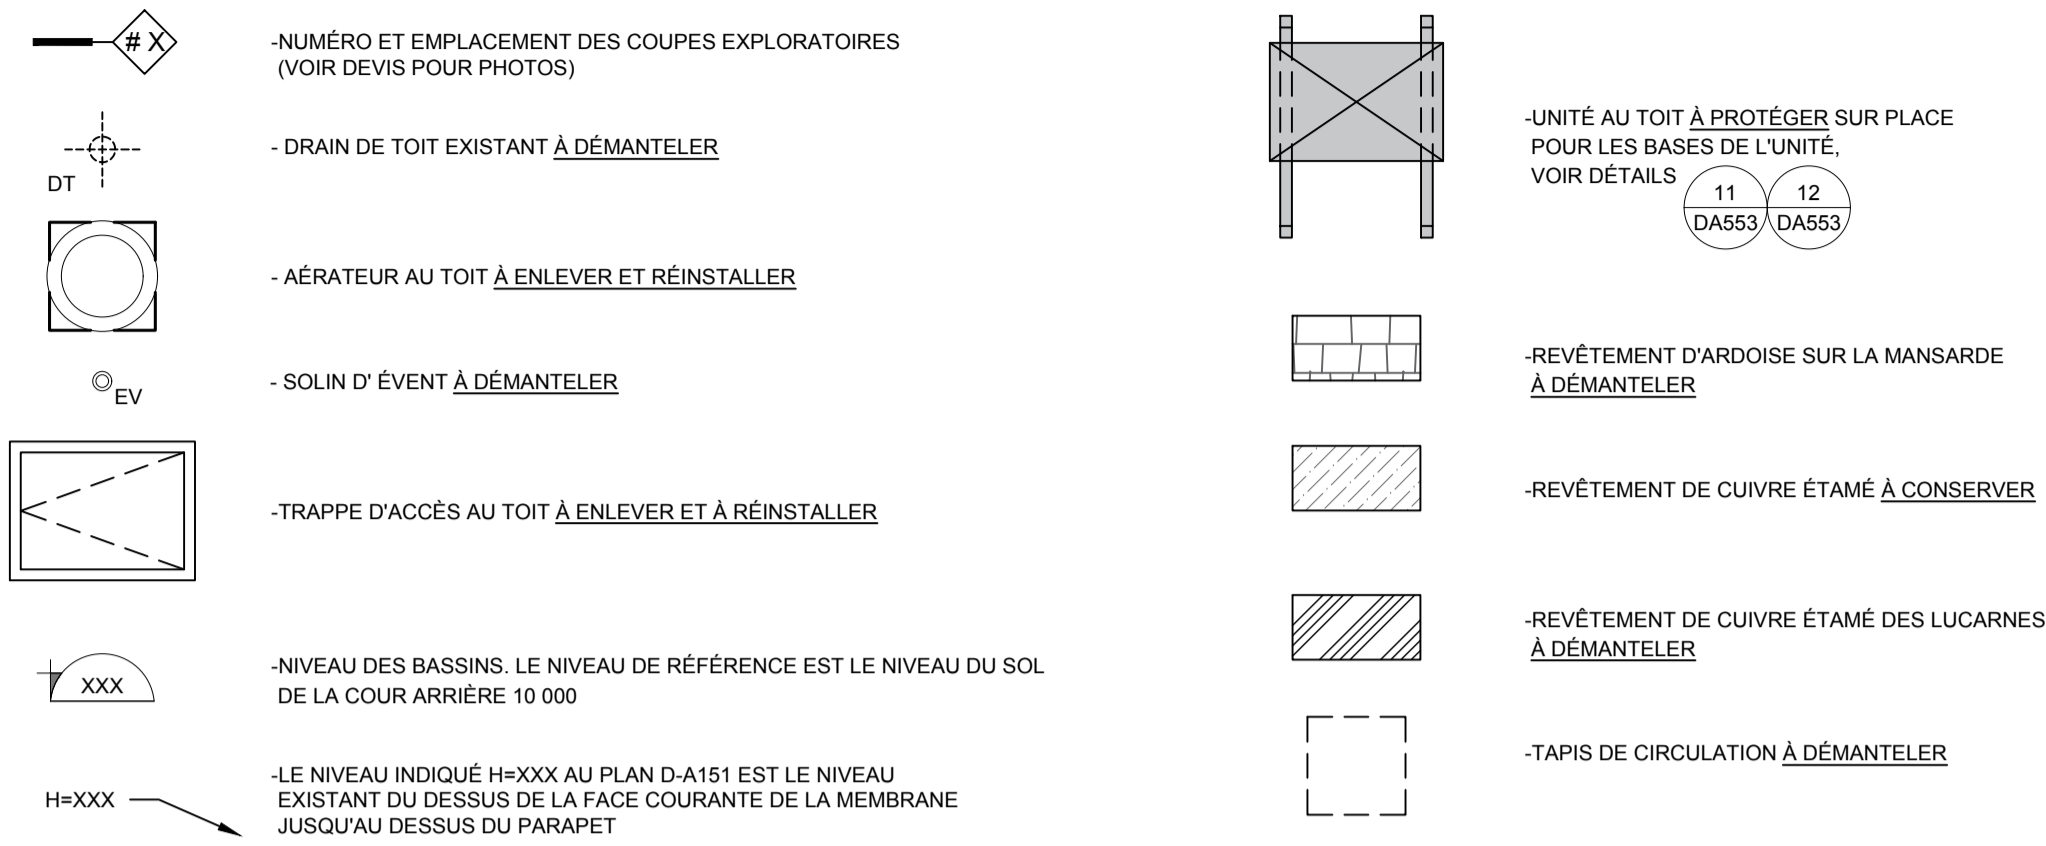 # X
-NUMÉRO ET EMPLACEMENT DES COUPES EXPLORATOIRES
(VOIR DEVIS POUR PHOTOS)
DT
- DRAIN DE TOIT EXISTANT À DÉMANTELER
- AÉRATEUR AU TOIT À ENLEVER ET RÉINSTALLER
EV
- SOLIN D' ÉVENT À DÉMANTELER
-TRAPPE D'ACCÈS AU TOIT À ENLEVER ET À RÉINSTALLER
XXX
-NIVEAU DES BASSINS. LE NIVEAU DE RÉFÉRENCE EST LE NIVEAU DU SOL
DE LA COUR ARRIÈRE 10 000
H=XXX
-LE NIVEAU INDIQUÉ H=XXX AU PLAN D-A151 EST LE NIVEAU
EXISTANT DU DESSUS DE LA FACE COURANTE DE LA MEMBRANE
JUSQU'AU DESSUS DU PARAPET
-UNITÉ AU TOIT À PROTÉGER SUR PLACE
POUR LES BASES DE L'UNITÉ,
VOIR DÉTAILS
11
DA553
12
DA553
-REVÊTEMENT D'ARDOISE SUR LA MANSARDE
À DÉMANTELER
-REVÊTEMENT DE CUIVRE ÉTAMÉ À CONSERVER
-REVÊTEMENT DE CUIVRE ÉTAMÉ DES LUCARNES
À DÉMANTELER
-TAPIS DE CIRCULATION À DÉMANTELER